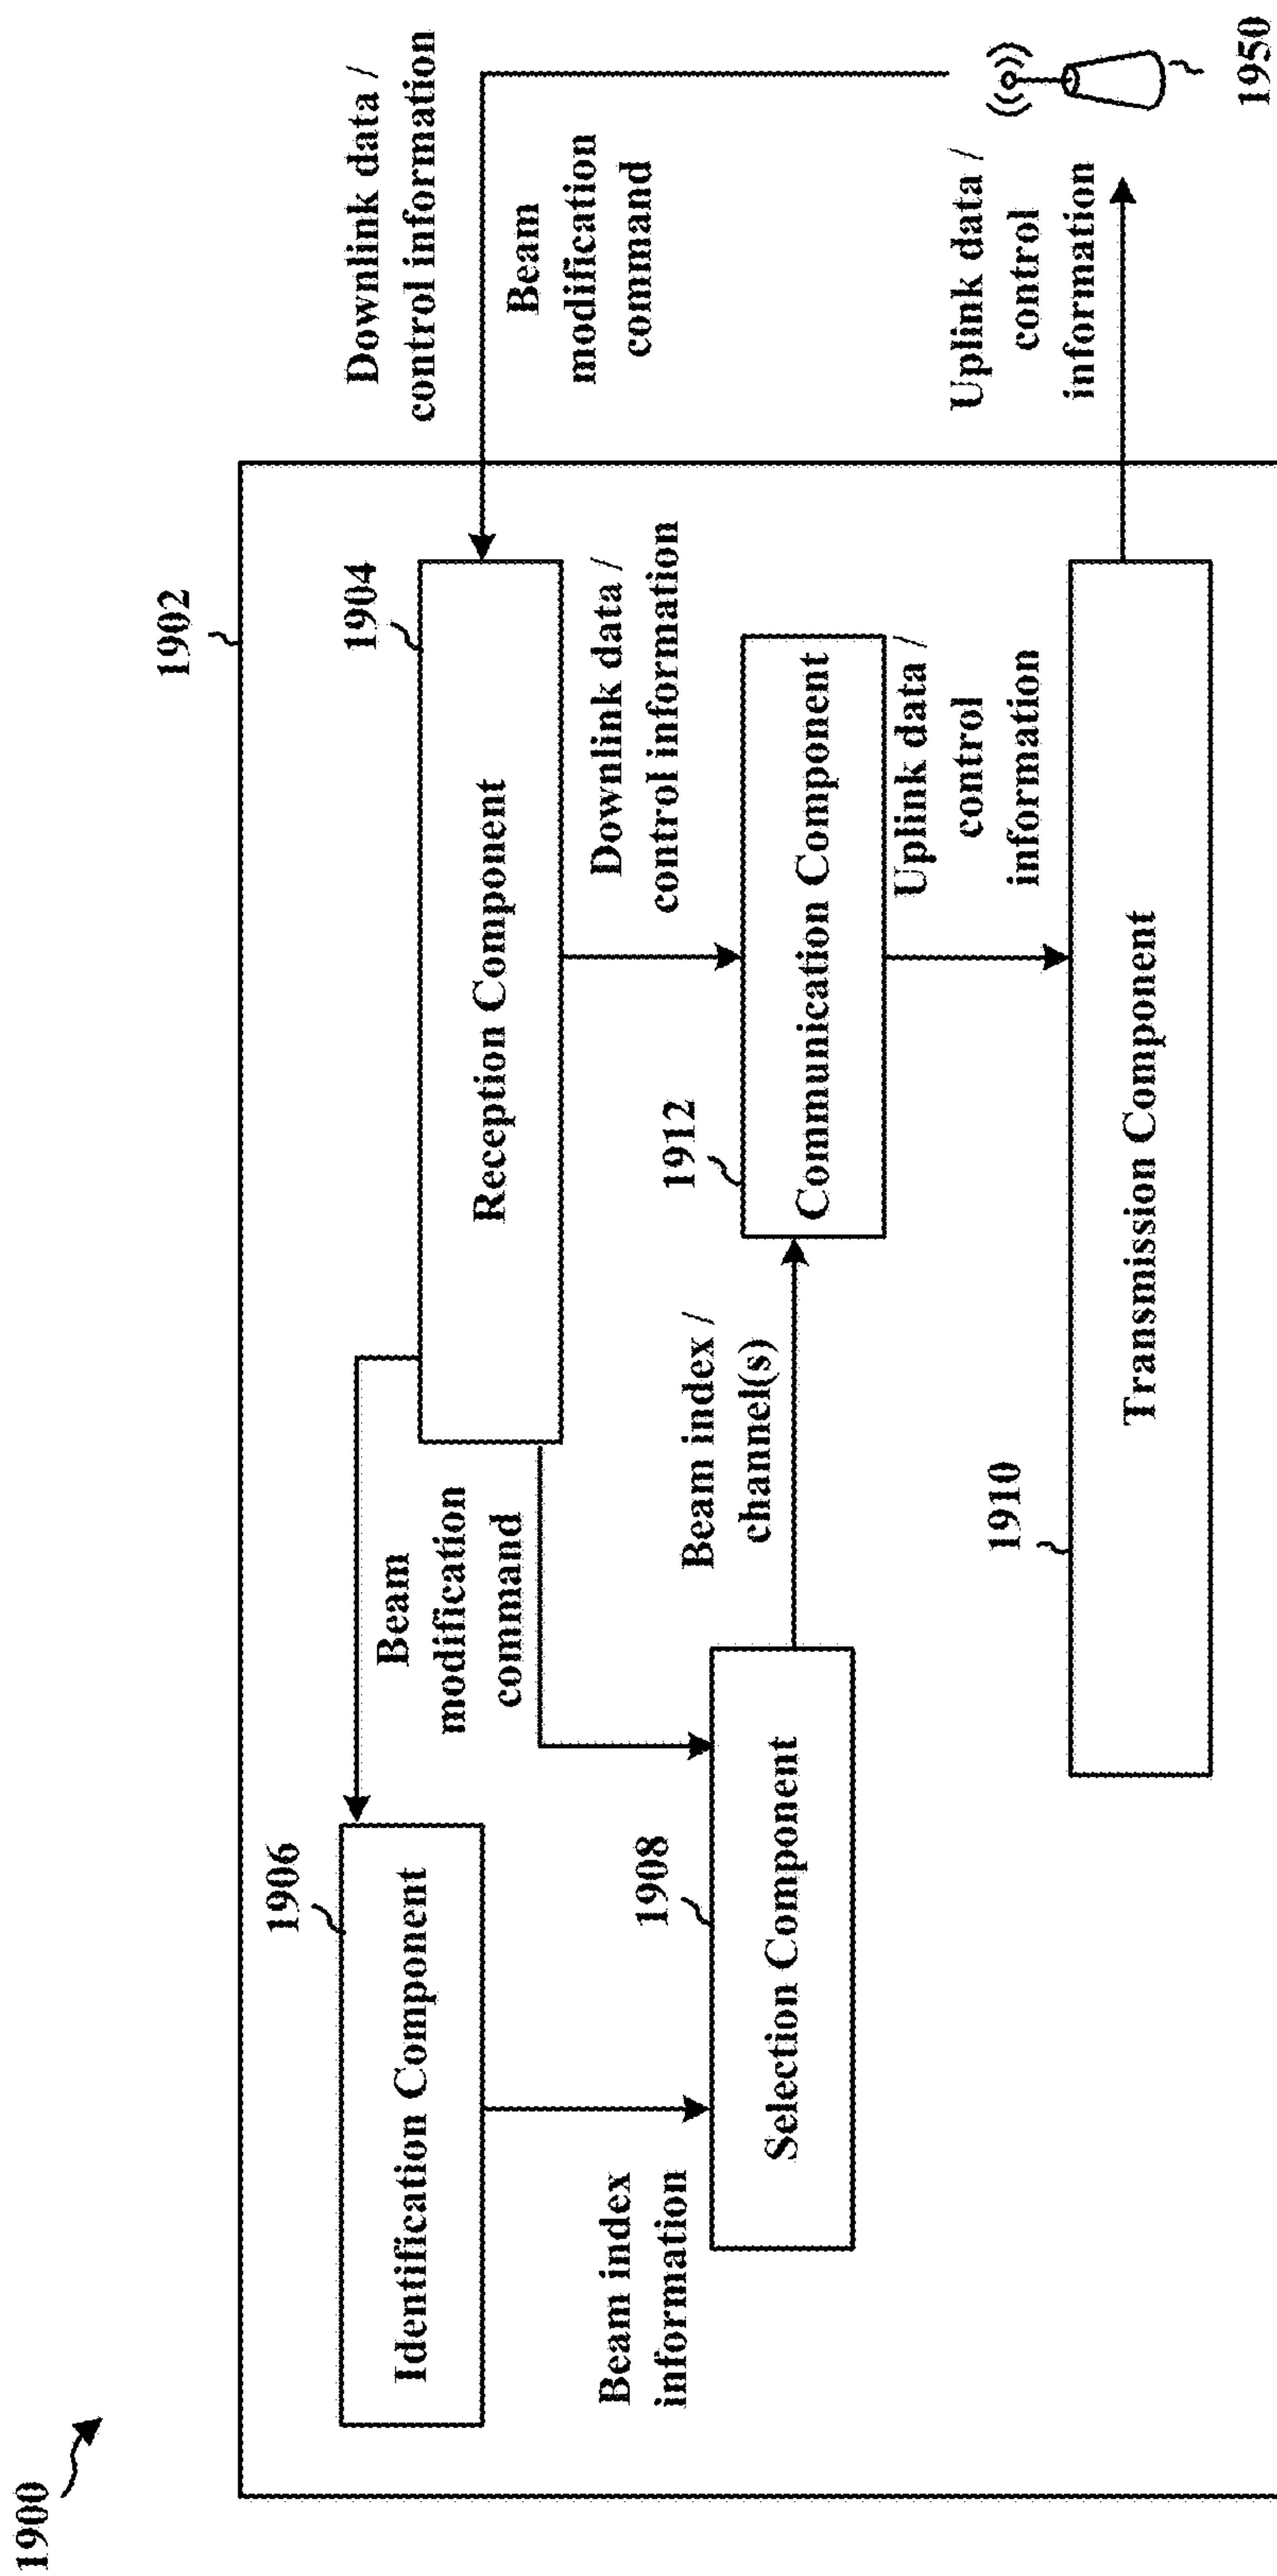 1900
1902
1906
Identification Component
Beam index
information
Beam
modification
command
1904
Reception Component
Downlink data /
control information
Beam
modification
command
Downlink data /
control information
1908
Selection Component
Beam index /
channel(s)
1912
Communication Component
Uplink data /
control
information
1910
Transmission Component
Uplink data /
control
information
1950